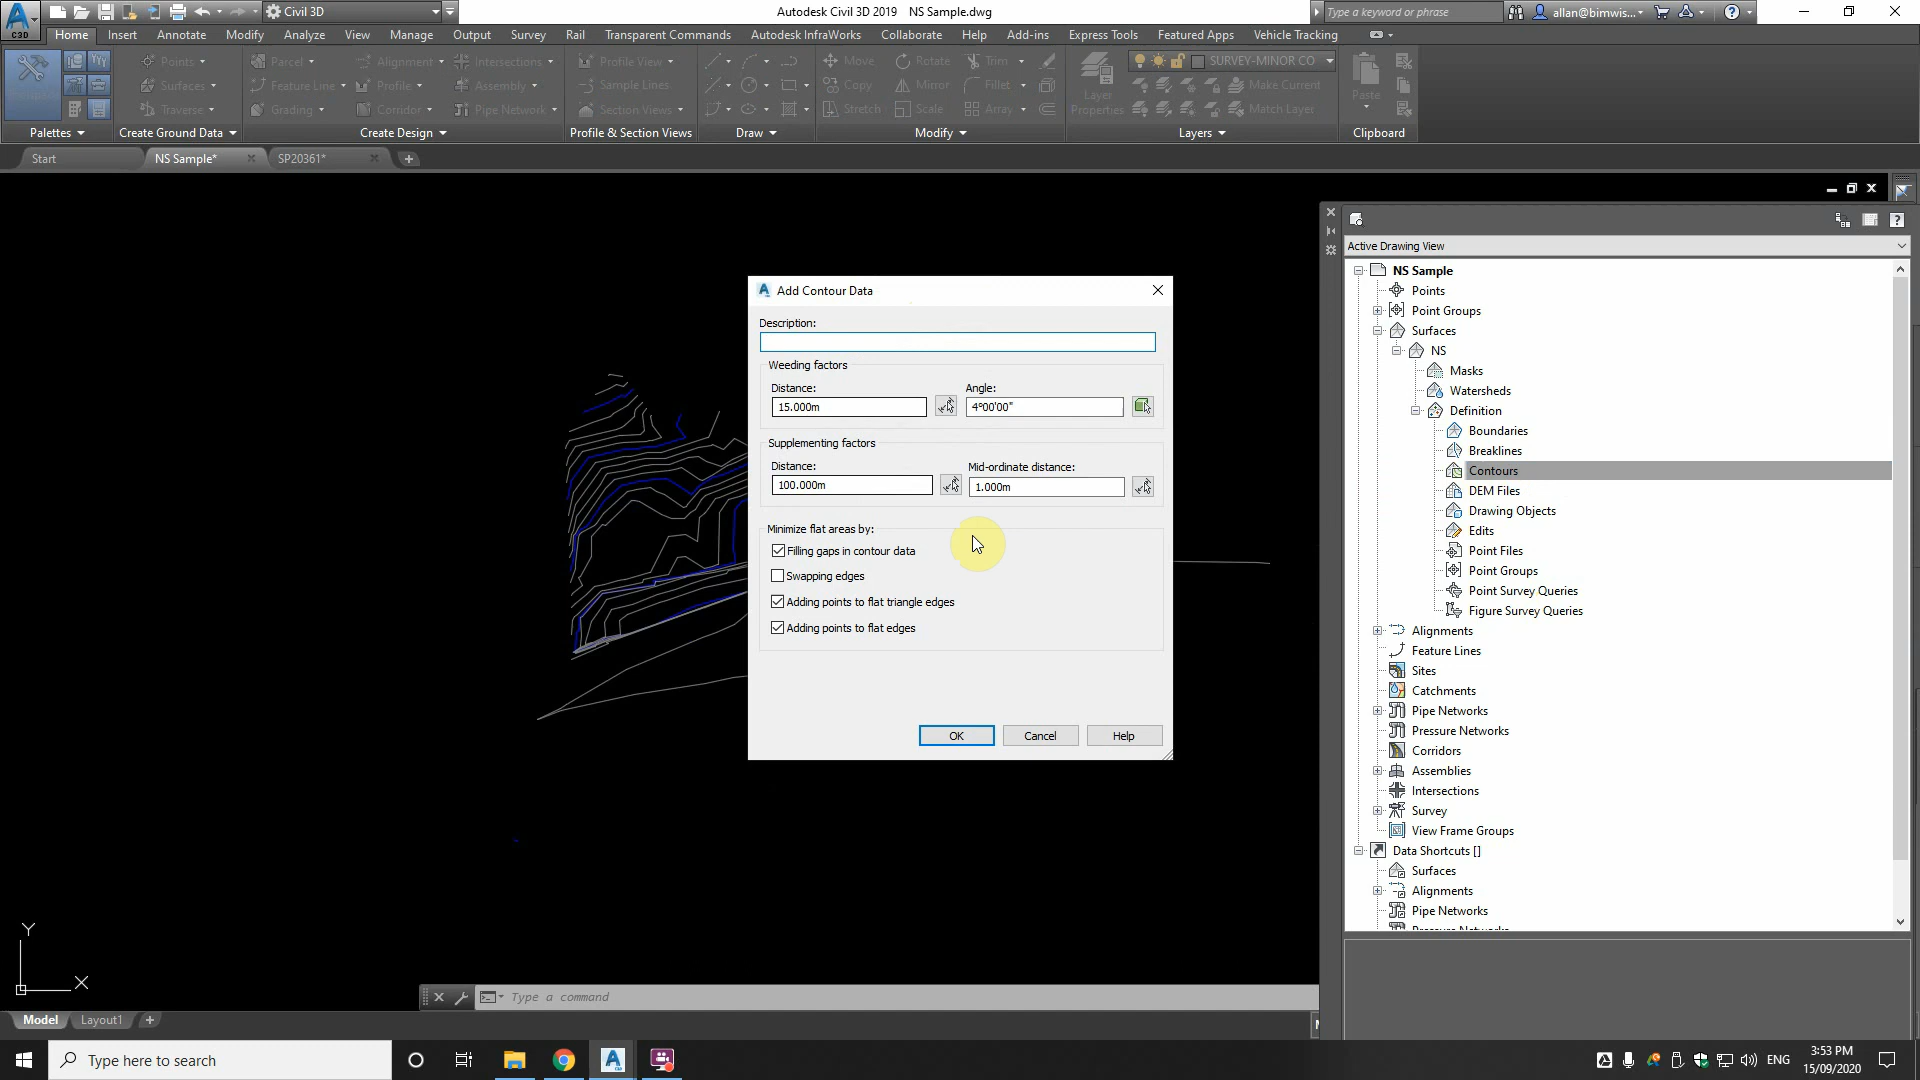 Civil 3D
Autodesk Civil 3D 2019 NS Sample.dwg
Type a keyword or phrase
allan@bimwis...
C3D
Home Insert Annotate Modify Analyze View Manage Output Survey Rail Transparent Commands Autodesk InfraWorks Collaborate Help Add-ins Express Tools Featured Apps Vehicle Tracking
Points Parcel Alignment Intersections Profile View Move Rotate Trim SURVEY-MINOR CO
Surfaces Feature Line Profile Assembly Sample Lines Copy Mirror Fillet Make Current
Traverse Grading Corridor Pipe Network Section Views Stretch Scale Array Match Layer
Layer
Properties
Paste
Palettes Create Ground Data Create Design Profile & Section Views Draw Modify Layers Clipboard
Start NS Sample* SP20361*
Active Drawing View
NS Sample
Points
Point Groups
Surfaces
NS
Masks
Watersheds
Definition
Boundaries
Breaklines
Contours
DEM Files
Drawing Objects
Edits
Point Files
Point Groups
Point Survey Queries
Figure Survey Queries
Alignments
Feature Lines
Sites
Catchments
Pipe Networks
Pressure Networks
Corridors
Assemblies
Intersections
Survey
View Frame Groups
Data Shortcuts []
Surfaces
Alignments
Pipe Networks
Add Contour Data
Description:
Weeding factors
Distance: Angle:
15.000m 4°00'00"
Supplementing factors
Distance: Mid-ordinate distance:
100.000m 1.000m
Minimize flat areas by:
Filling gaps in contour data
Swapping edges
Adding points to flat triangle edges
Adding points to flat edges
OK Cancel Help
Y
X
Type a command
Model Layout1
Type here to search
ENG
3:53 PM
15/09/2020